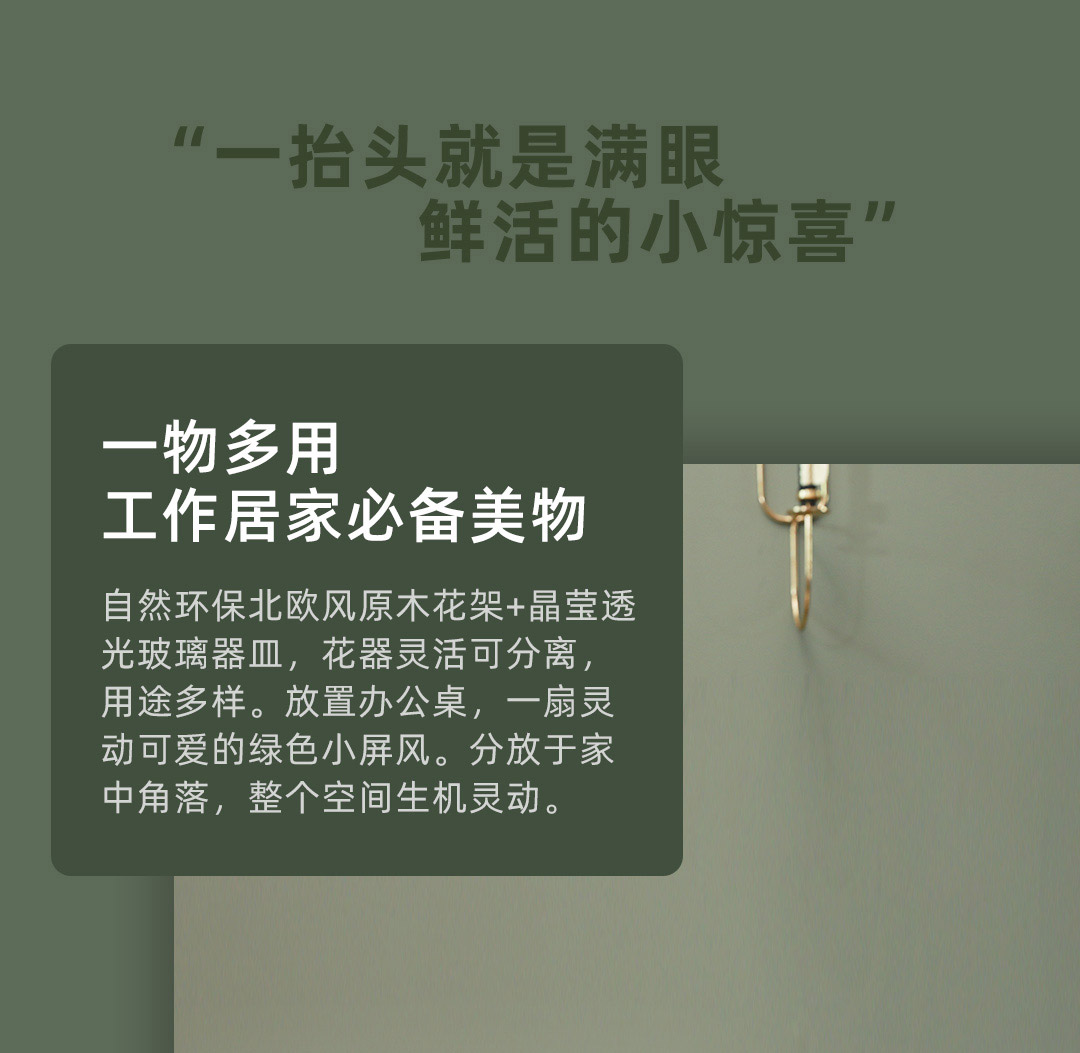 “一抬头就是满眼
鲜活的小惊喜”
一物多用
工作居家必备美物
自然环保北欧风原木花架+晶莹透
光玻璃器皿，花器灵活可分离，
用途多样。放置办公桌，一扇灵
动可爱的绿色小屏风。分放于家
中角落，整个空间生机灵动。